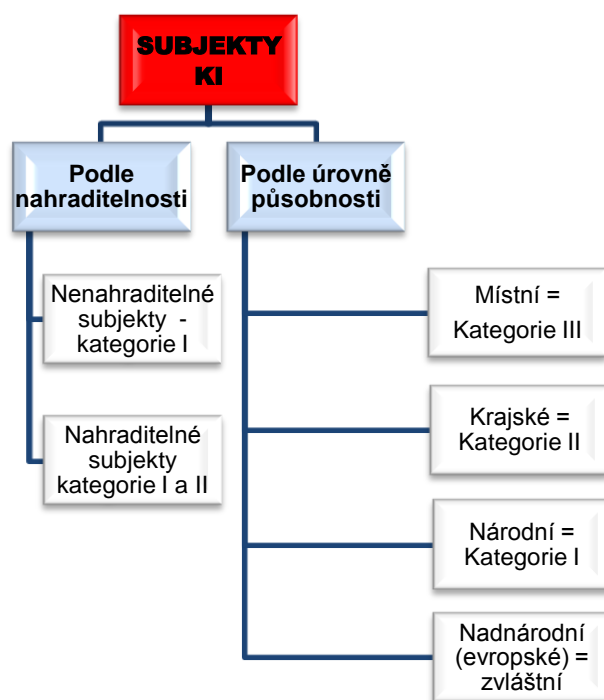 SUBJEKTY
KI
Podle
nahraditelnosti
Podle úrovně
působnosti
Nenahraditelné
subjekty -
kategorie I
Nahraditelné
subjekty
kategorie I a II
Místní =
Kategorie III
Krajské =
Kategorie II
Národní =
Kategorie I
Nadnárodní
(evropské) =
zvláštní